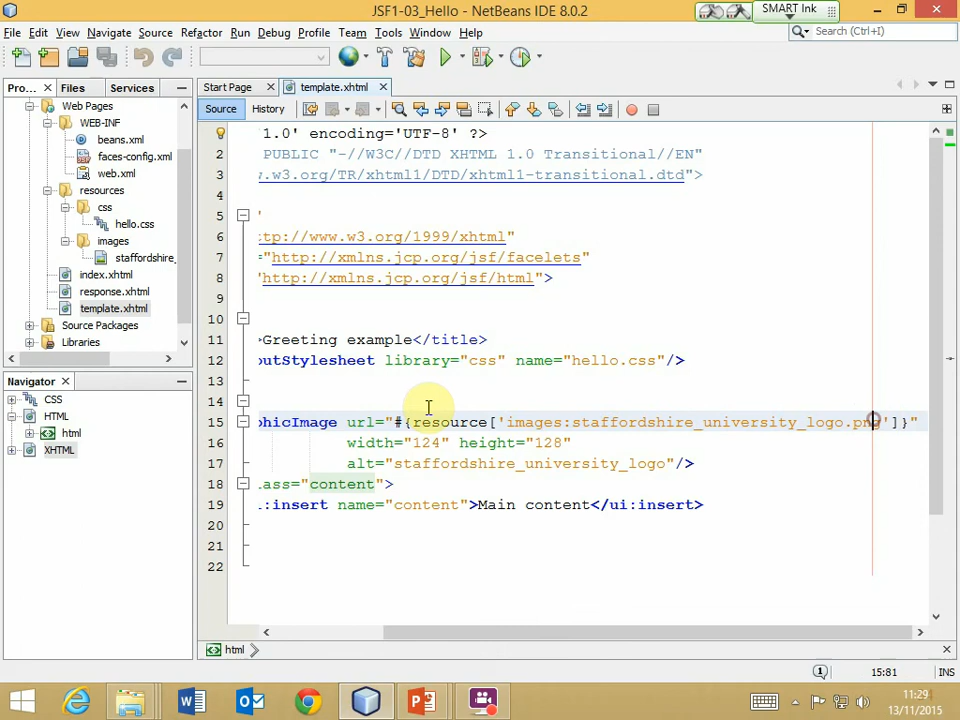 JSF1-03_Hello - NetBeans IDE 8.0.2
SMART Ink
File Edit View Navigate Source Refactor Run Debug Profile Team Tools Window Help
Search (Ctrl+I)
Pro... Files Services
Start Page template.xhtml
Source History
Web Pages
WEB-INF
beans.xml
faces-config.xml
web.xml
resources
css
hello.css
images
staffordshire_
index.xhtml
response.xhtml
template.xhtml
Source Packages
Libraries
Navigator
CSS
HTML
html
XHTML
1.0' encoding='UTF-8' ?>
2 PUBLIC "-//W3C//DTD XHTML 1.0 Transitional//EN"
3 w.w3.org/TR/xhtml1/DTD/xhtml1-transitional.dtd">
4
5 "
6 ttp://www.w3.org/1999/xhtml"
7 ="http://xmlns.jcp.org/jsf/facelets"
8 "http://xmlns.jcp.org/jsf/html">
9
10
11 >Greeting example</title>
12 outStylesheet library="css" name="hello.css"/>
13
14
15 phicImage url="#{resource['images:staffordshire_university_logo.png']}"
16 width="124" height="128"
17 alt="staffordshire_university_logo"/>
18 lass="content">
19 i:insert name="content">Main content</ui:insert>
20
21
22
html
1 15:81 INS
11:29
13/11/2015